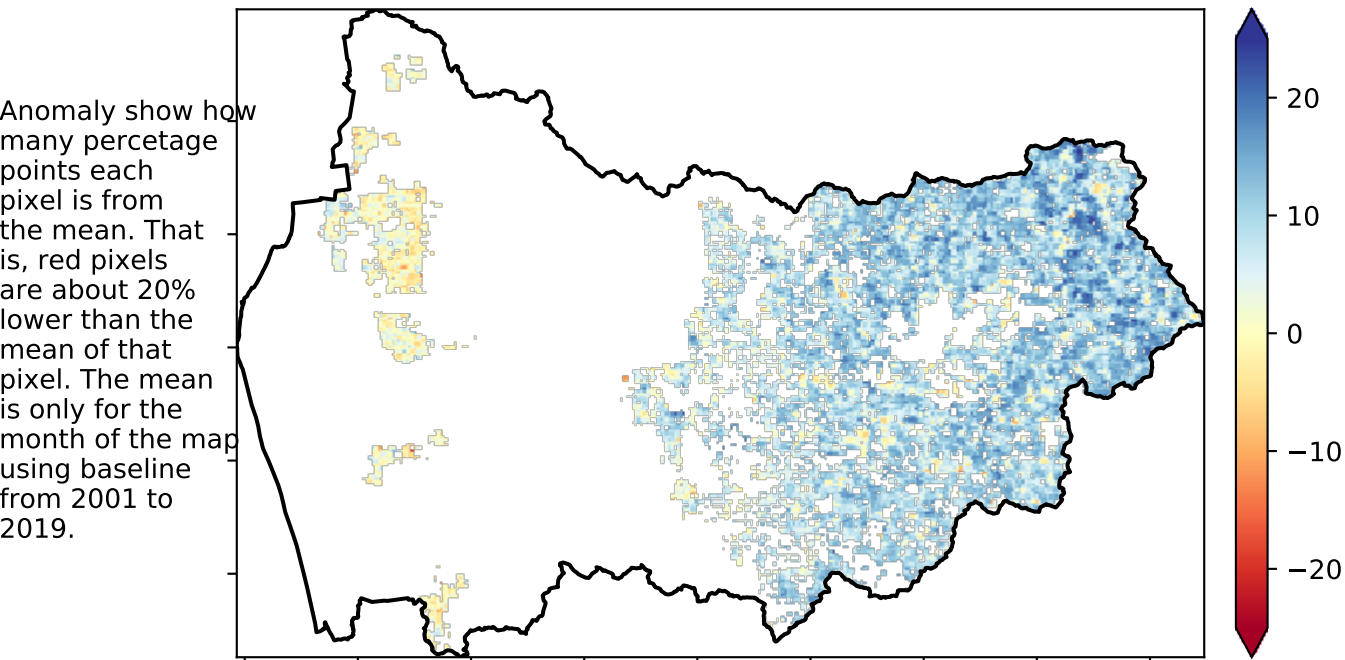 Anomaly show how
many percetage
points each
pixel is from
the mean. That
is, red pixels
are about 20%
lower than the
mean of that
pixel. The mean
is only for the
month of the map
using baseline
from 2001 to
2019.
20
10
0
−10
−20